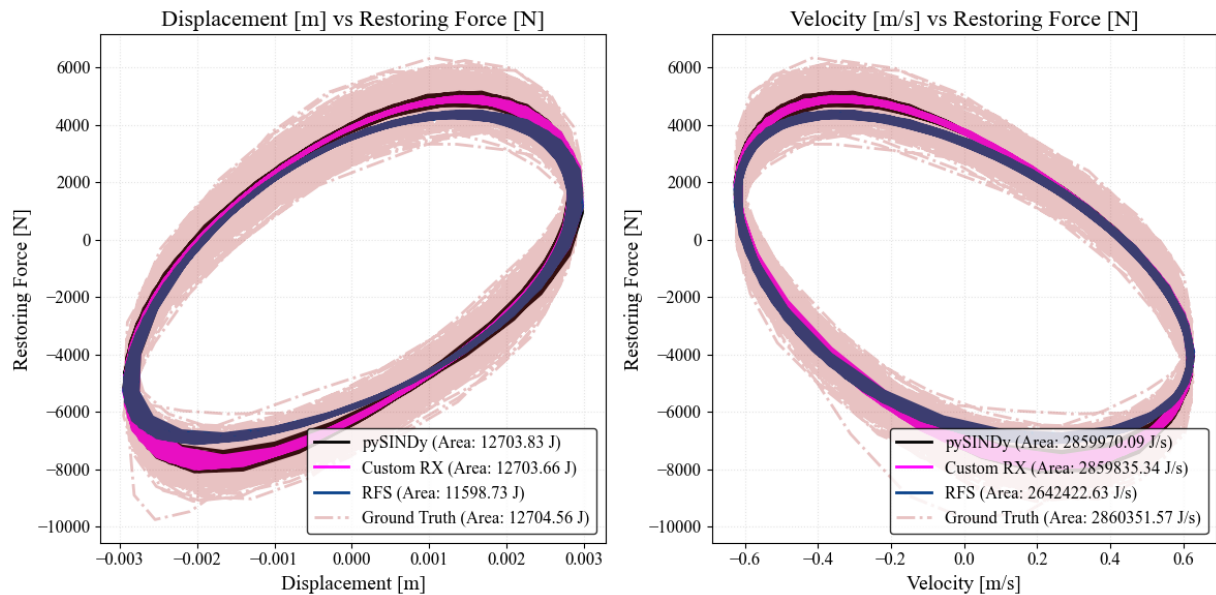 Displacement [m] vs Restoring Force [N]
Restoring Force [N]
6000
4000
2000
0
−2000
−4000
−6000
−8000
−10000
pySINDy (Area: 12703.83 J)
Custom RX (Area: 12703.66 J)
RFS (Area: 11598.73 J)
Ground Truth (Area: 12704.56 J)
−0.003 −0.002 −0.001 0.000 0.001 0.002 0.003
Displacement [m]
Velocity [m/s] vs Restoring Force [N]
Restoring Force [N]
6000
4000
2000
0
−2000
−4000
−6000
−8000
−10000
pySINDy (Area: 2859970.09 J/s)
Custom RX (Area: 2859835.34 J/s)
RFS (Area: 2642422.63 J/s)
Ground Truth (Area: 2860351.57 J/s)
−0.6 −0.4 −0.2 0.0 0.2 0.4 0.6
Velocity [m/s]